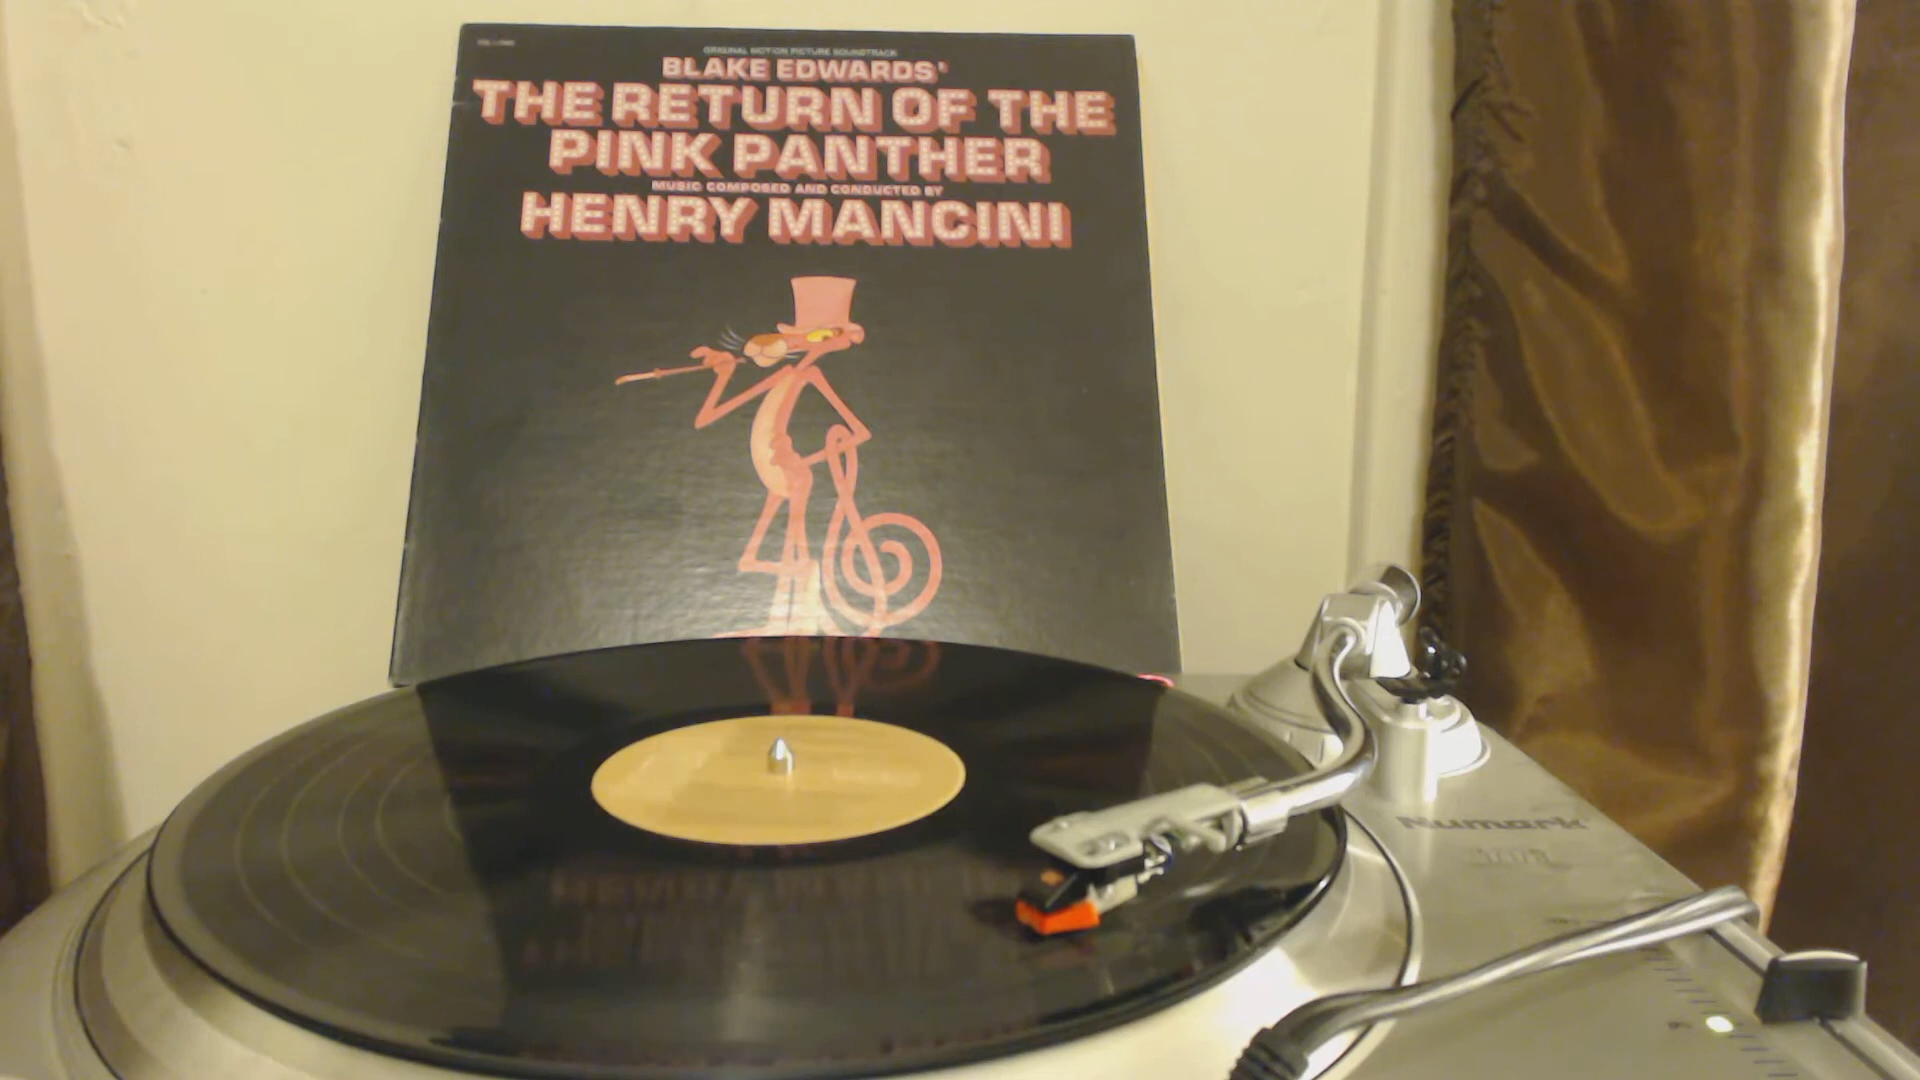 ORIGINAL MOTION PICTURE SOUNDTRACK
BLAKE EDWARDS'
THE RETURN OF THE
PINK PANTHER
MUSIC COMPOSED AND CONDUCTED BY
HENRY MANCINI
Numark
6